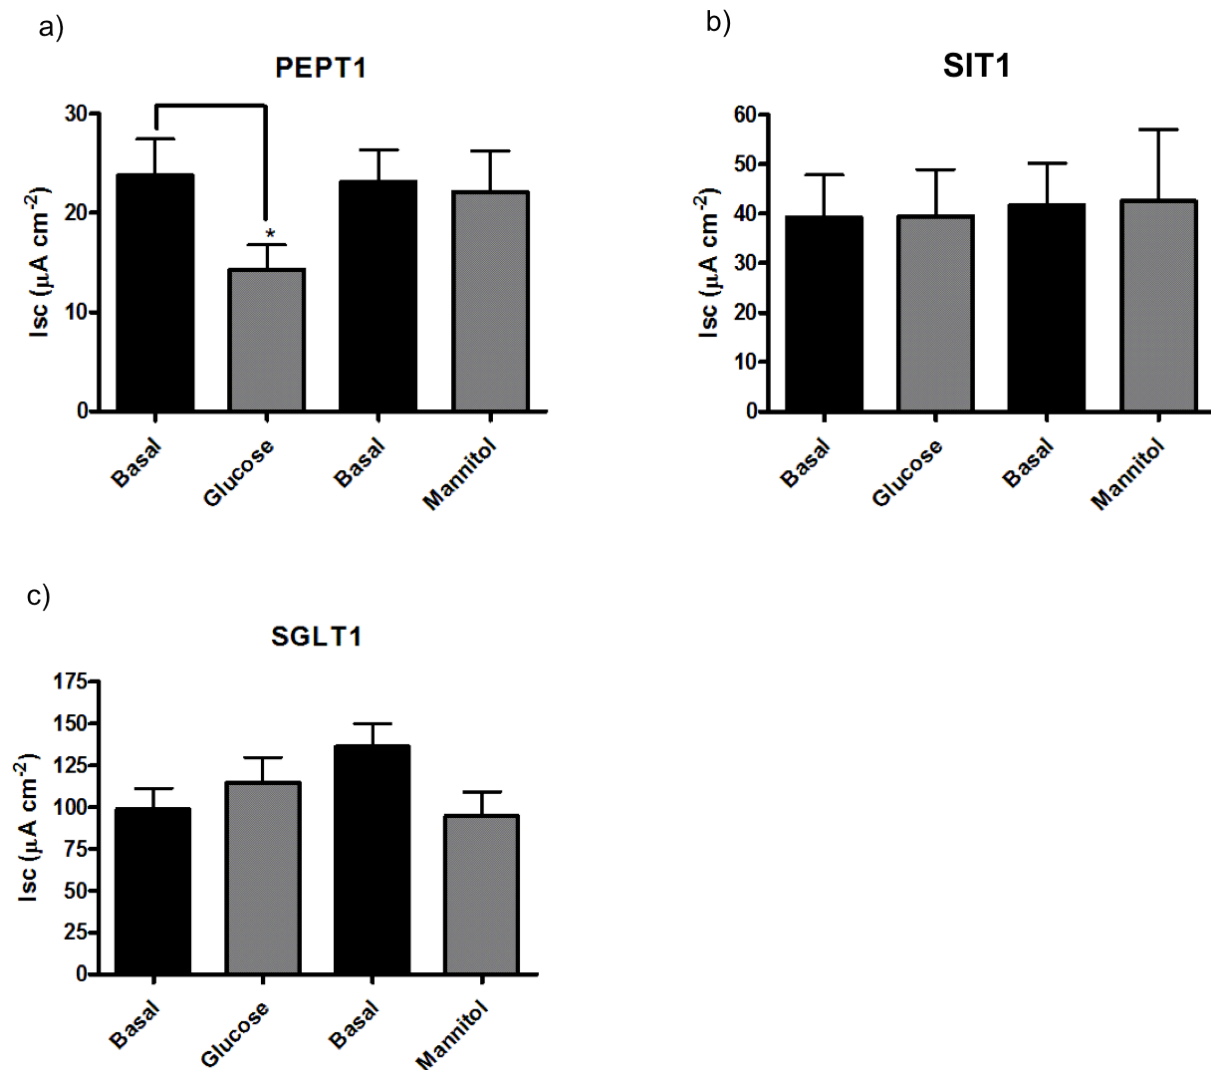 a)
PEPT1
30
20
10
0
Isc (μA cm⁻²)
*
Basal
Glucose
Basal
Mannitol
b)
SIT1
60
50
40
30
20
10
0
Isc (μA cm⁻²)
Basal
Glucose
Basal
Mannitol
c)
SGLT1
175
150
125
100
75
50
25
0
Isc (μA cm⁻²)
Basal
Glucose
Basal
Mannitol